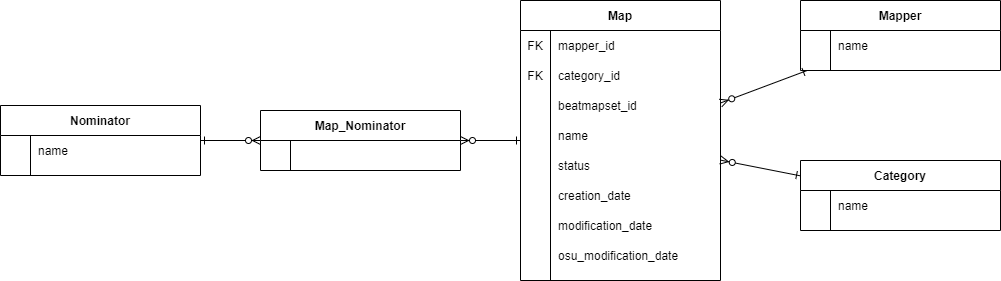 Nominator
name
Map_Nominator
Map
FK mapper_id
FK category_id
beatmapset_id
name
status
creation_date
modification_date
osu_modification_date
Mapper
name
Category
name